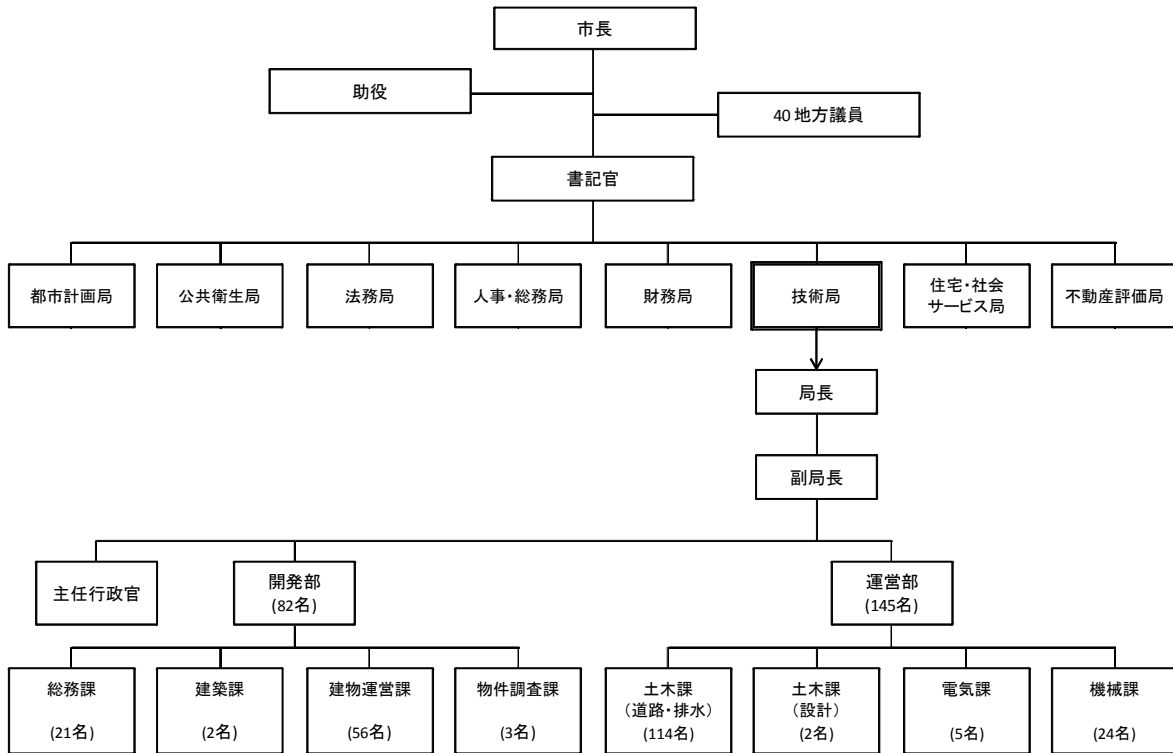 市長
助役
40 地方議員
書記官
都市計画局
公共衛生局
法務局
人事・総務局
財務局
技術局
住宅・社会
サービス局
不動産評価局
局長
副局長
主任行政官
開発部
(82名)
運営部
(145名)
総務課
(21名)
建築課
(2名)
建物運営課
(56名)
物件調査課
(3名)
土木課
（道路・排水）
(114名)
土木課
（設計）
(2名)
電気課
(5名)
機械課
(24名)